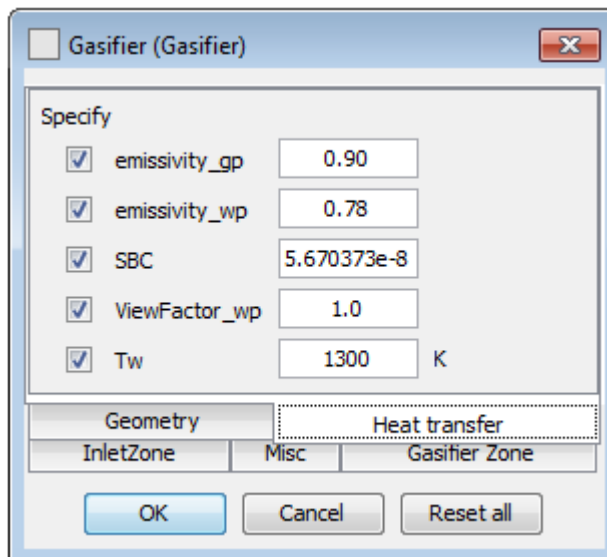 Gasifier (Gasifier)
Specify
emissivity_gp 0.90
emissivity_wp 0.78
SBC 5.670373e-8
ViewFactor_wp 1.0
Tw 1300 K
Geometry Heat transfer
InletZone Misc Gasifier Zone
OK Cancel Reset all